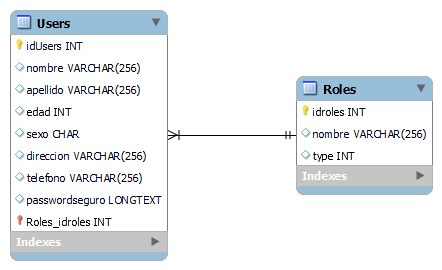 Users
idUsers INT
nombre VARCHAR(256)
apellido VARCHAR(256)
edad INT
sexo CHAR
direccion VARCHAR(256)
telefono VARCHAR(256)
passwordseguro LONGTEXT
Roles_idroles INT
Indexes
Roles
idroles INT
nombre VARCHAR(256)
type INT
Indexes